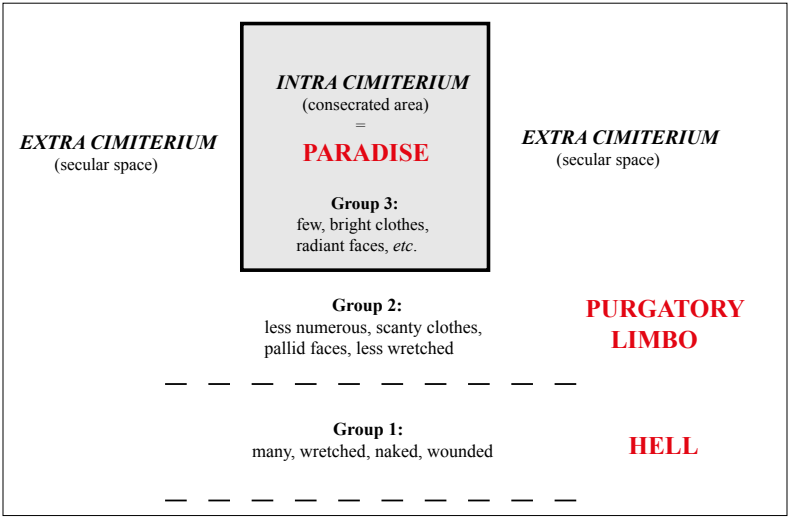 INTRA CIMITERIUM
(consecrated area)
=
PARADISE
EXTRA CIMITERIUM
(secular space)
EXTRA CIMITERIUM
(secular space)
Group 3:
few, bright clothes,
radiant faces, etc.
Group 2:
less numerous, scanty clothes,
pallid faces, less wretched
PURGATORY
LIMBO
Group 1:
many, wretched, naked, wounded
HELL